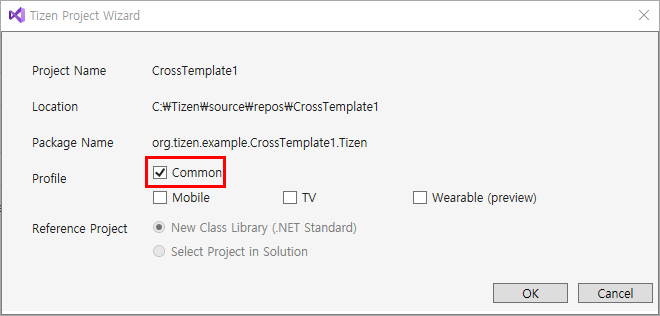 Tizen Project Wizard
Project Name CrossTemplate1
Location C:₩Tizen₩source₩repos₩CrossTemplate1
Package Name org.tizen.example.CrossTemplate1.Tizen
Profile Common
Mobile TV Wearable (preview)
Reference Project New Class Library (.NET Standard)
Select Project in Solution
OK Cancel